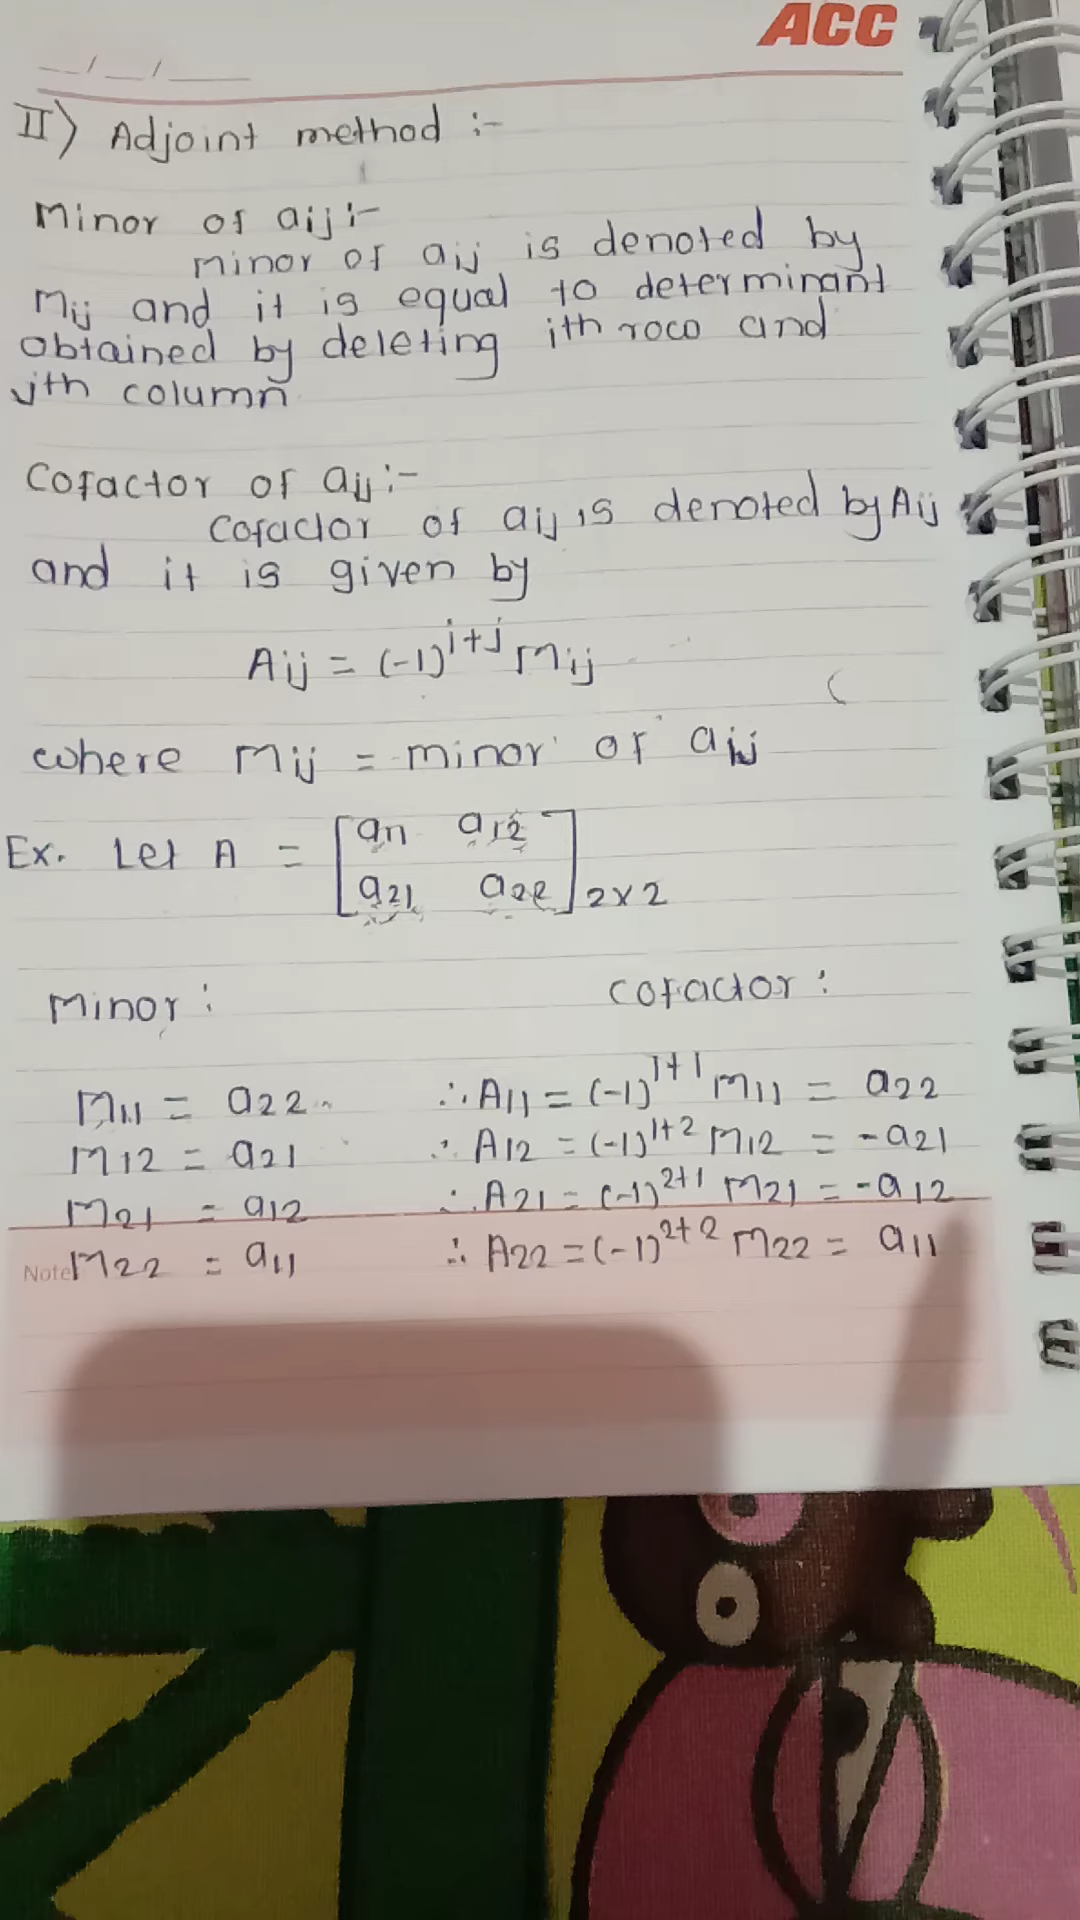 ACC
__/__/____
II) Adjoint method :-
Minor of aij :-
Minor of aij is denoted by
Mij and it is equal to determinant
obtained by deleting ith row and
jth column
Cofactor of aij :-
Cofactor of aij is denoted by Aij
and it is given by
Aij = (-1)^i+j Mij
where Mij = minor of aij
Ex. Let A = [a11 a12
a21 a22]2x2
Minor : Cofactor :
M11 = a22 ∴ A11 = (-1)^1+1 M11 = a22
M12 = a21 ∴ A12 = (-1)^1+2 M12 = -a21
M21 = a12 ∴ A21 = (-1)^2+1 M21 = -a12
Note M22 = a11 ∴ A22 = (-1)^2+2 M22 = a11